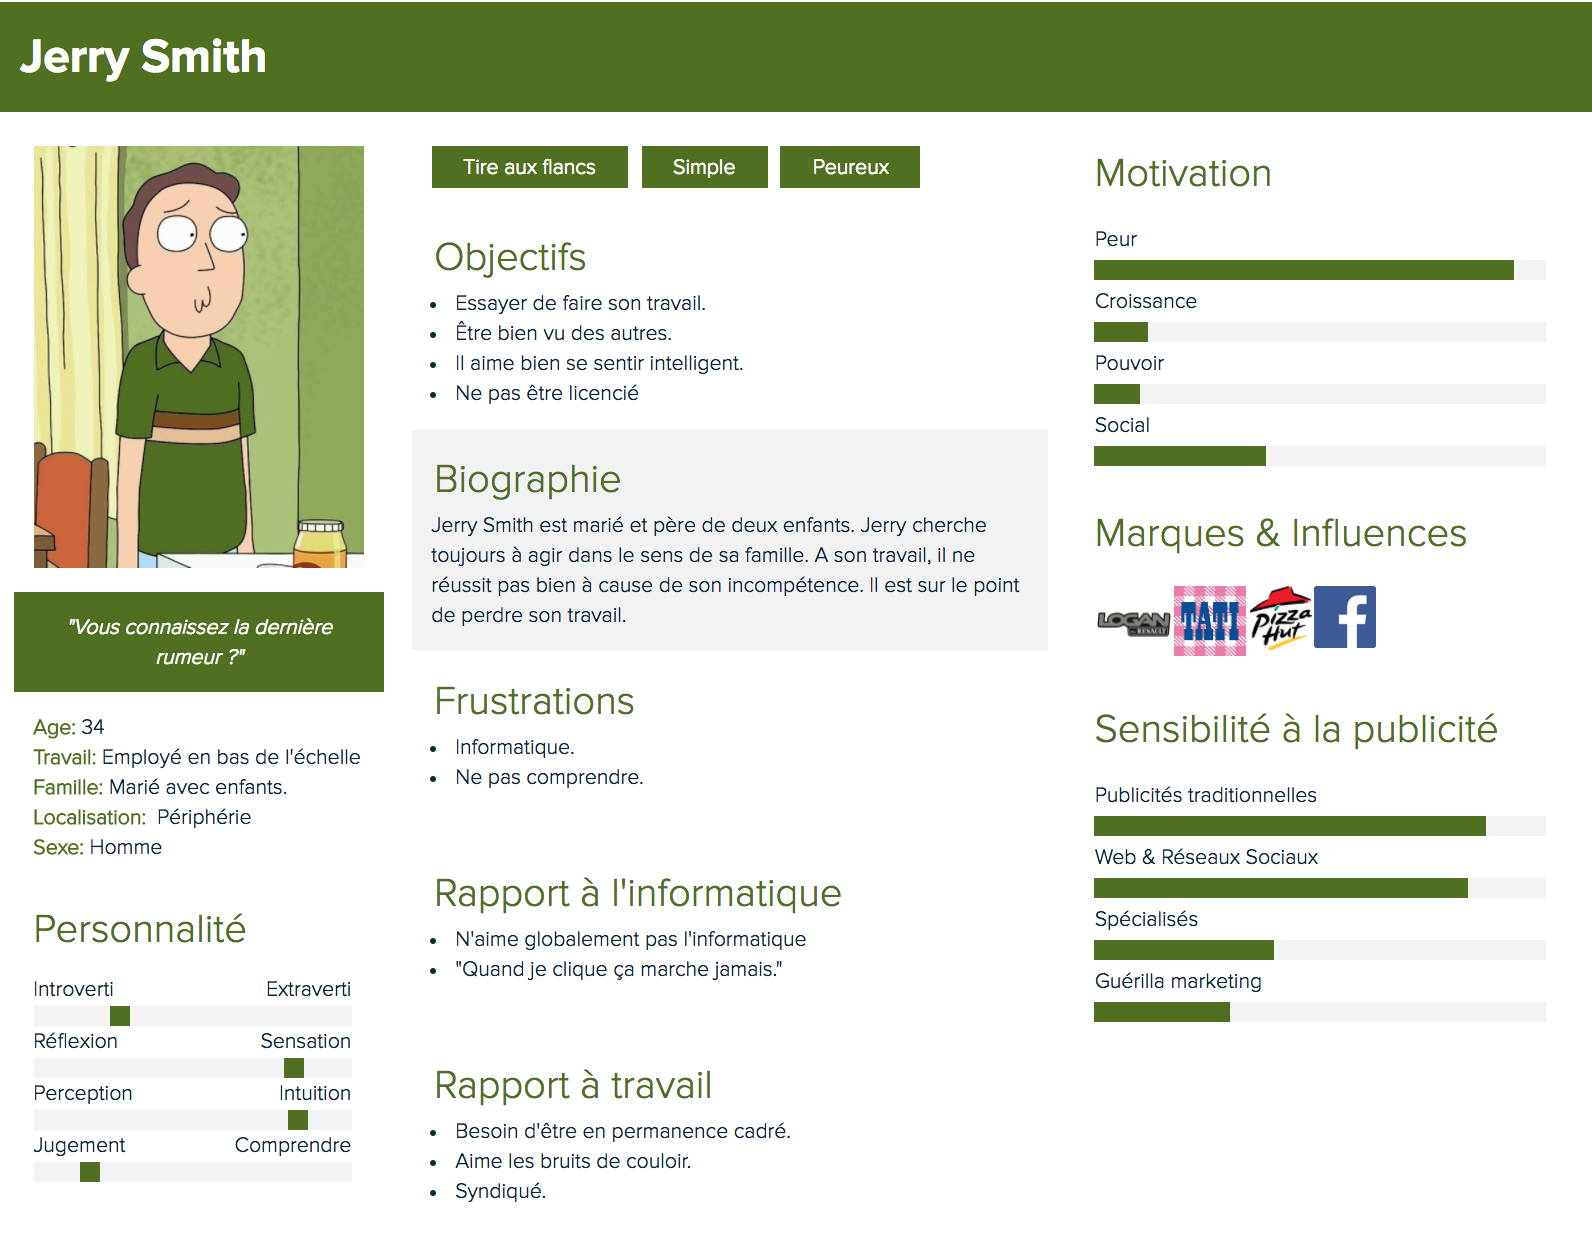 Jerry Smith
"Vous connaissez la dernière
rumeur ?"
Age: 34
Travail: Employé en bas de l'échelle
Famille: Marié avec enfants.
Localisation: Périphérie
Sexe: Homme
Personnalité
Introverti Extraverti
Réflexion Sensation
Perception Intuition
Jugement Comprendre
Tire aux flancs Simple Peureux
Objectifs
Essayer de faire son travail.
Être bien vu des autres.
Il aime bien se sentir intelligent.
Ne pas être licencié
Biographie
Jerry Smith est marié et père de deux enfants. Jerry cherche
toujours à agir dans le sens de sa famille. A son travail, il ne
réussit pas bien à cause de son incompétence. Il est sur le point
de perdre son travail.
Frustrations
Informatique.
Ne pas comprendre.
Rapport à l'informatique
N'aime globalement pas l'informatique
"Quand je clique ça marche jamais."
Rapport à travail
Besoin d'être en permanence cadré.
Aime les bruits de couloir.
Syndiqué.
Motivation
Peur
Croissance
Pouvoir
Social
Marques & Influences
LOGAN
BY RENAULT
TATI
Pizza
Hut
f
Sensibilité à la publicité
Publicités traditionnelles
Web & Réseaux Sociaux
Spécialisés
Guérilla marketing